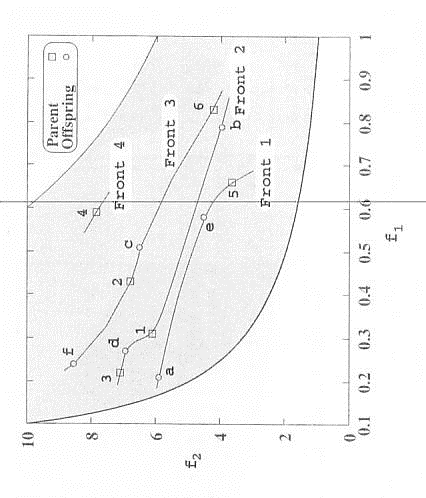 Parent
Offspring
10
8
6
4
2
0
f2
f
4
Front 4
2
c
Front 3
6
3
d
1
b
Front 2
a
e
5
Front 1
0.1 0.2 0.3 0.4 0.5 0.6 0.7 0.8 0.9 1
f1